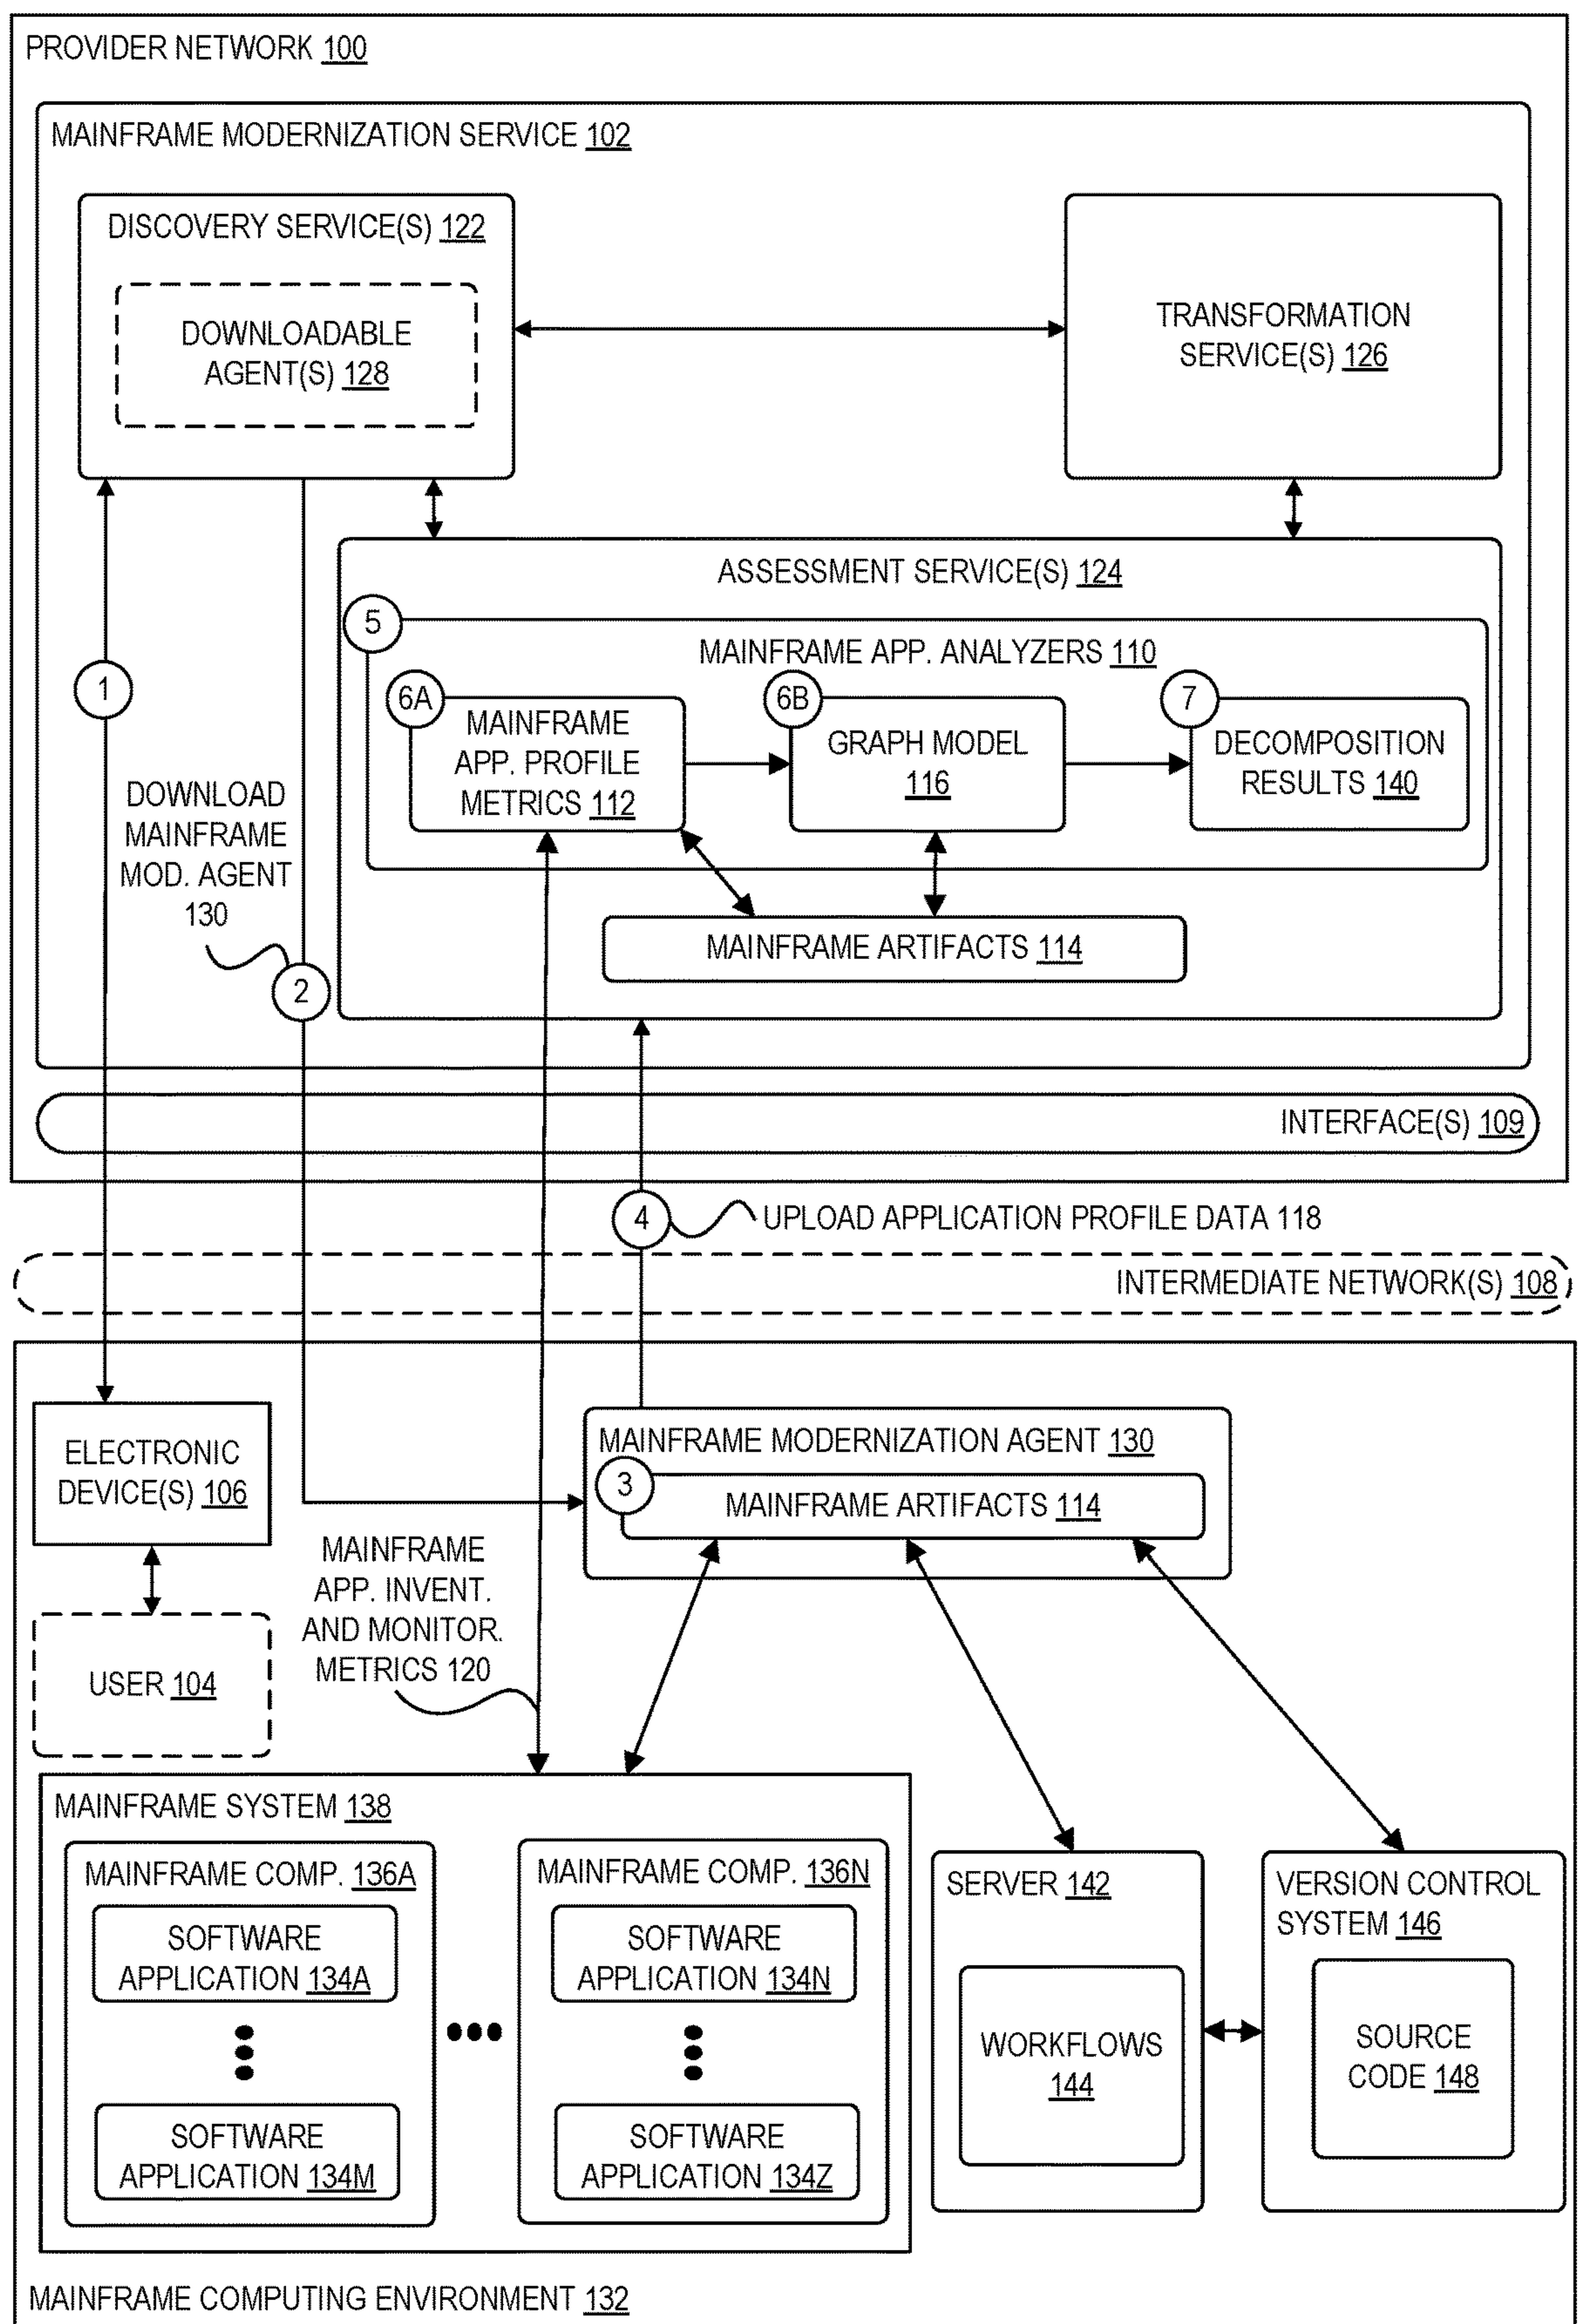 PROVIDER NETWORK 100
MAINFRAME MODERNIZATION SERVICE 102
DISCOVERY SERVICE(S) 122
DOWNLOADABLE
AGENT(S) 128
TRANSFORMATION
SERVICE(S) 126
ASSESSMENT SERVICE(S) 124
5
MAINFRAME APP. ANALYZERS 110
1
6A
MAINFRAME
APP. PROFILE
METRICS 112
6B
GRAPH MODEL
116
7
DECOMPOSITION
RESULTS 140
DOWNLOAD
MAINFRAME
MOD. AGENT
130
2
MAINFRAME ARTIFACTS 114
INTERFACE(S) 109
4
UPLOAD APPLICATION PROFILE DATA 118
INTERMEDIATE NETWORK(S) 108
ELECTRONIC
DEVICE(S) 106
MAINFRAME MODERNIZATION AGENT 130
3
MAINFRAME ARTIFACTS 114
MAINFRAME
APP. INVENT.
AND MONITOR.
METRICS 120
USER 104
MAINFRAME SYSTEM 138
MAINFRAME COMP. 136A
SOFTWARE
APPLICATION 134A
SOFTWARE
APPLICATION 134M
MAINFRAME COMP. 136N
SOFTWARE
APPLICATION 134N
SOFTWARE
APPLICATION 134Z
SERVER 142
WORKFLOWS
144
VERSION CONTROL
SYSTEM 146
SOURCE
CODE 148
MAINFRAME COMPUTING ENVIRONMENT 132